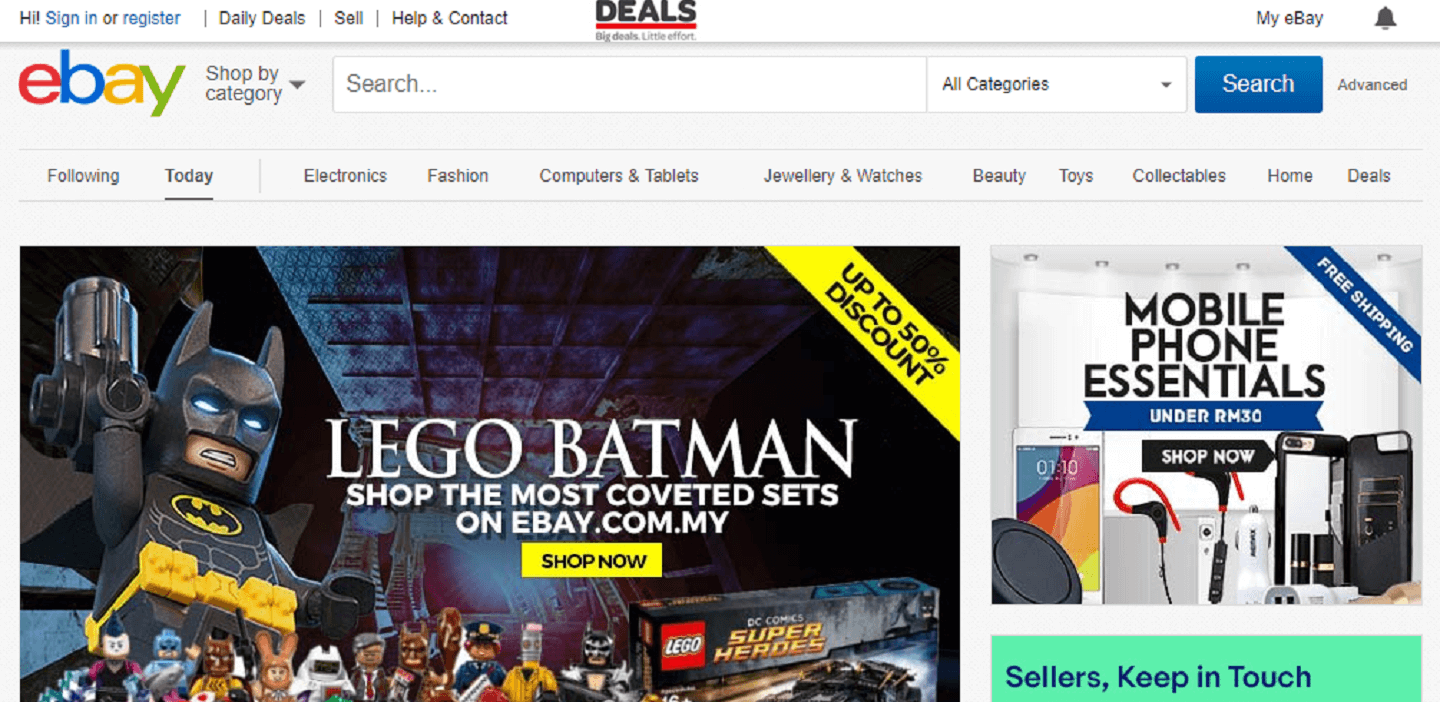 Hi! Sign in or register | Daily Deals | Sell | Help & Contact
DEALS
Big deals. Little effort.
My eBay
ebay
Shop by
category
Search...
All Categories
Search
Advanced
Following
Today
Electronics
Fashion
Computers & Tablets
Jewellery & Watches
Beauty
Toys
Collectables
Home
Deals
UP TO 50%
DISCOUNT
LEGO BATMAN
SHOP THE MOST COVETED SETS
ON EBAY.COM.MY
SHOP NOW
LEGO
DC COMICS
SUPER
HEROES
16+
FREE SHIPPING
MOBILE
PHONE
ESSENTIALS
UNDER RM30
SHOP NOW
01:10
REMAX
Sellers, Keep in Touch